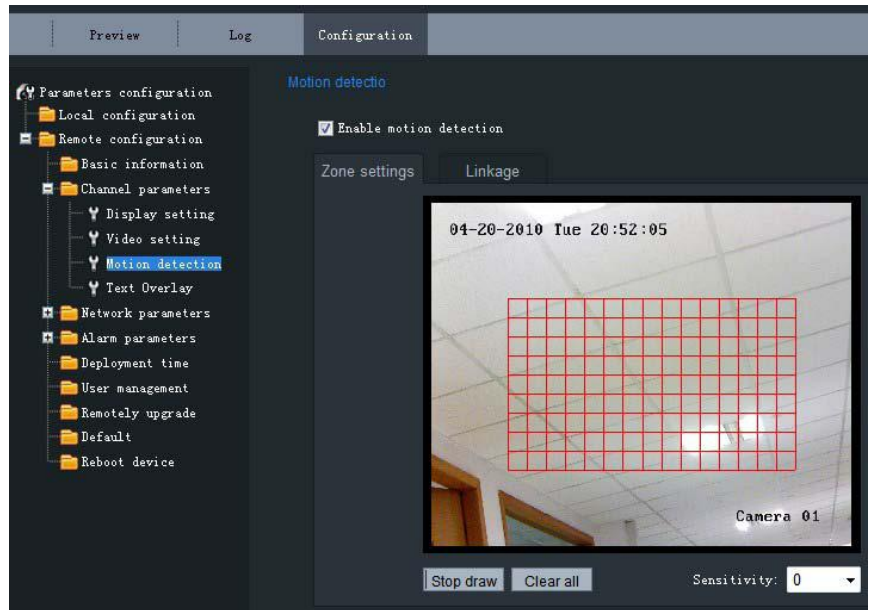 Preview
Log
Configuration
Parameters configuration
Local configuration
Remote configuration
Basic information
Channel parameters
Display setting
Video setting
Motion detection
Text Overlay
Network parameters
Alarm parameters
Deployment time
User management
Remotely upgrade
Default
Reboot device
Motion detectio
Enable motion detection
Zone settings
Linkage
04-20-2010 Tue 20:52:05
Camera 01
Stop draw
Clear all
Sensitivity: 0